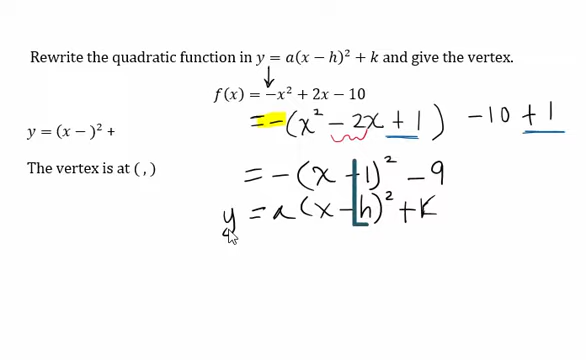 Rewrite the quadratic function in y = a(x − h)² + k and give the vertex.
f(x) = −x² + 2x − 10
= −(x² − 2x + 1) −10 + 1
y = (x − )² +
The vertex is at ( , )
= −(x − 1)² − 9
y = a(x − h)² + k